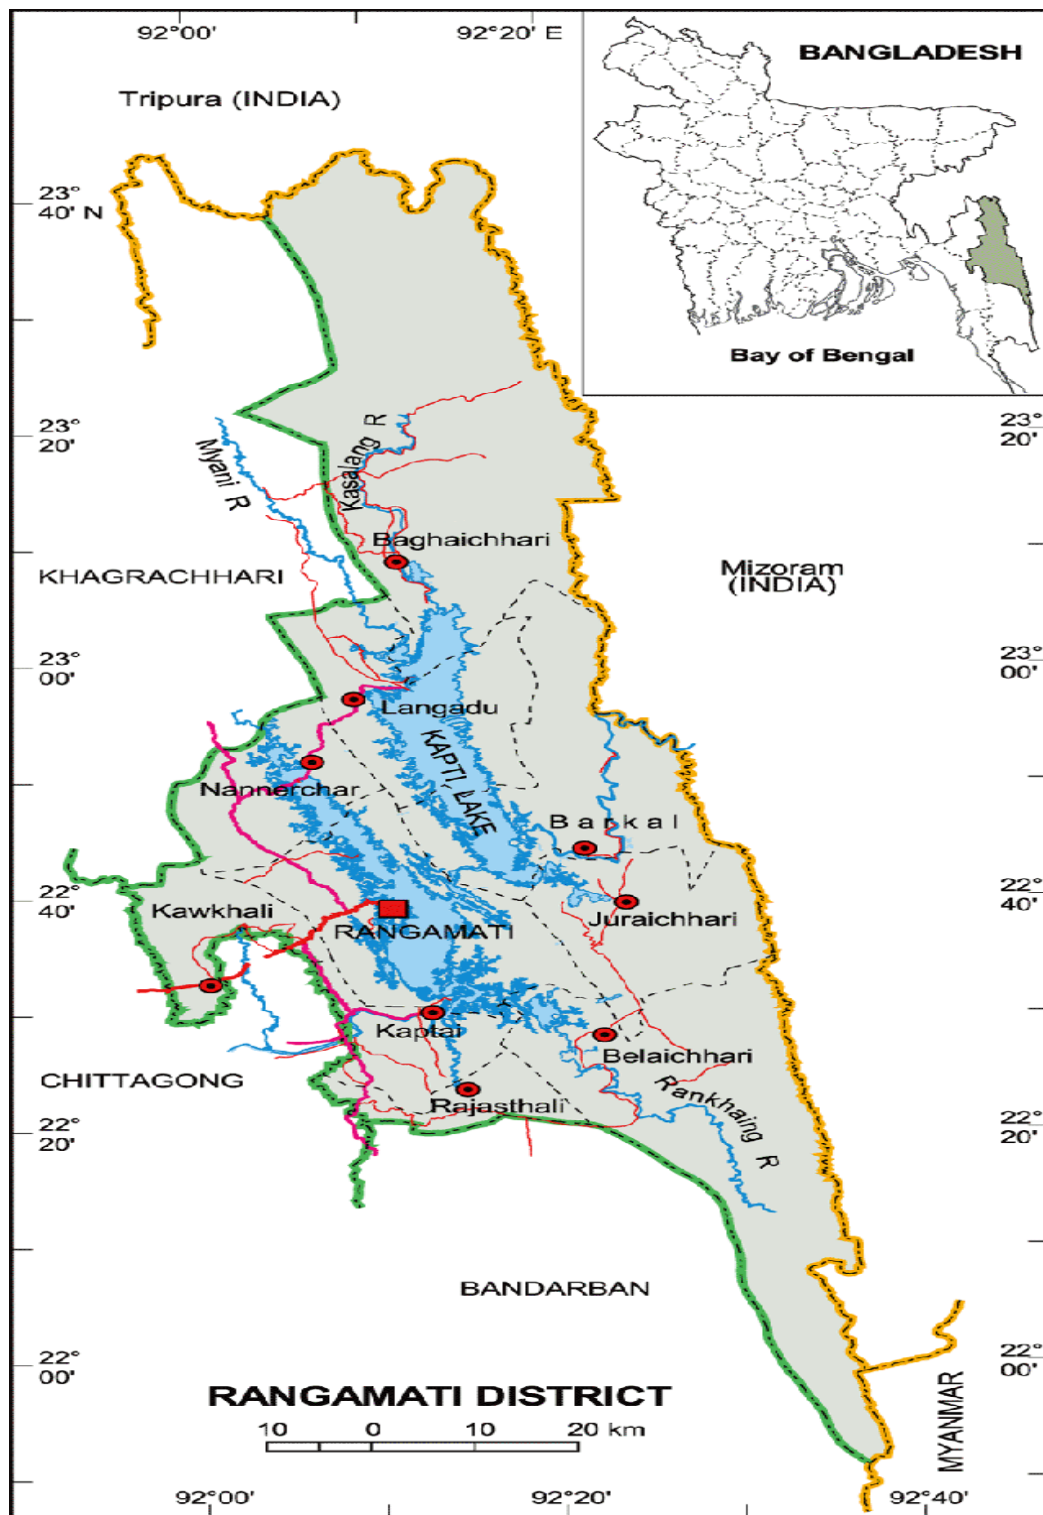 92°00'
92°20' E
BANGLADESH
Tripura (INDIA)
23°
40' N
Bay of Bengal
23°
20'
23°
20'
Myani R
Kasalang R
Baghaichhari
KHAGRACHHARI
Mizoram
(INDIA)
23°
00'
23°
00'
Langadu
KAPTI LAKE
Nannerchar
Barkal
22°
40'
22°
40'
Kawkhali
Juraichhari
RANGAMATI
Kaptai
Belaichhari
CHITTAGONG
Rajasthali
Rankhaing R
22°
20'
22°
20'
BANDARBAN
22°
00'
22°
00'
RANGAMATI DISTRICT
MYANMAR
10 0 10 20 km
92°00'
92°20'
92°40'